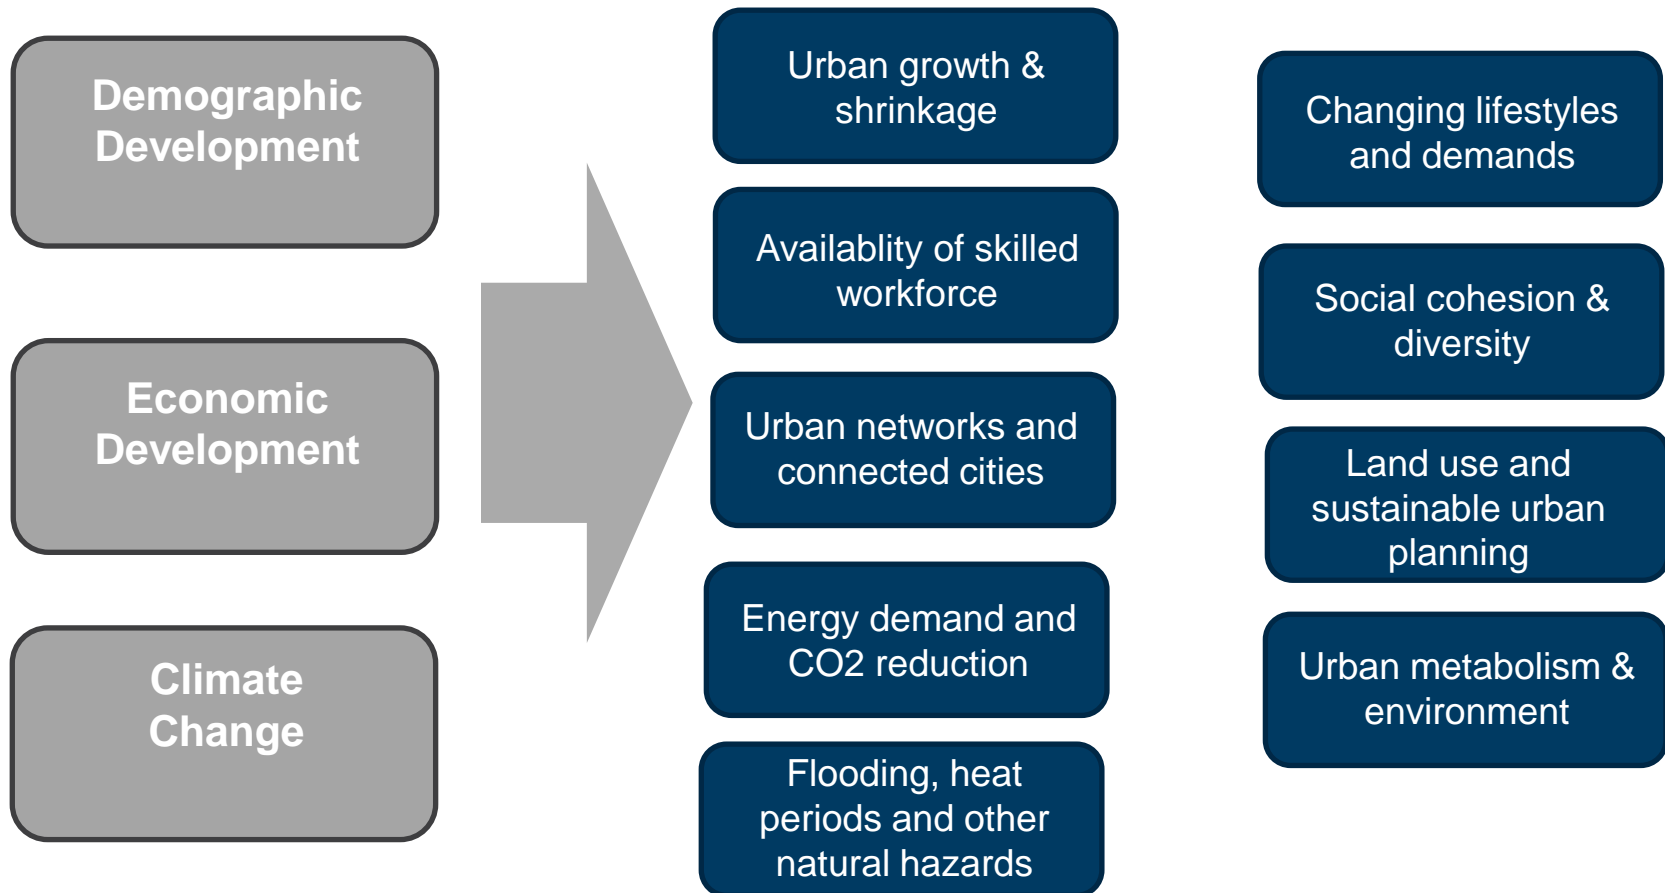 Demographic
Development
Economic
Development
Climate
Change
Urban growth &
shrinkage
Availablity of skilled
workforce
Urban networks and
connected cities
Energy demand and
CO2 reduction
Flooding, heat
periods and other
natural hazards
Changing lifestyles
and demands
Social cohesion &
diversity
Land use and
sustainable urban
planning
Urban metabolism &
environment